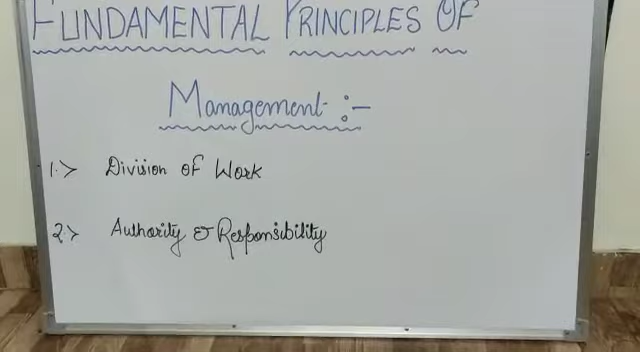 FUNDAMENTAL PRINCIPLES OF
Management :-
1.> Division of Work
2.> Authority & Responsibility